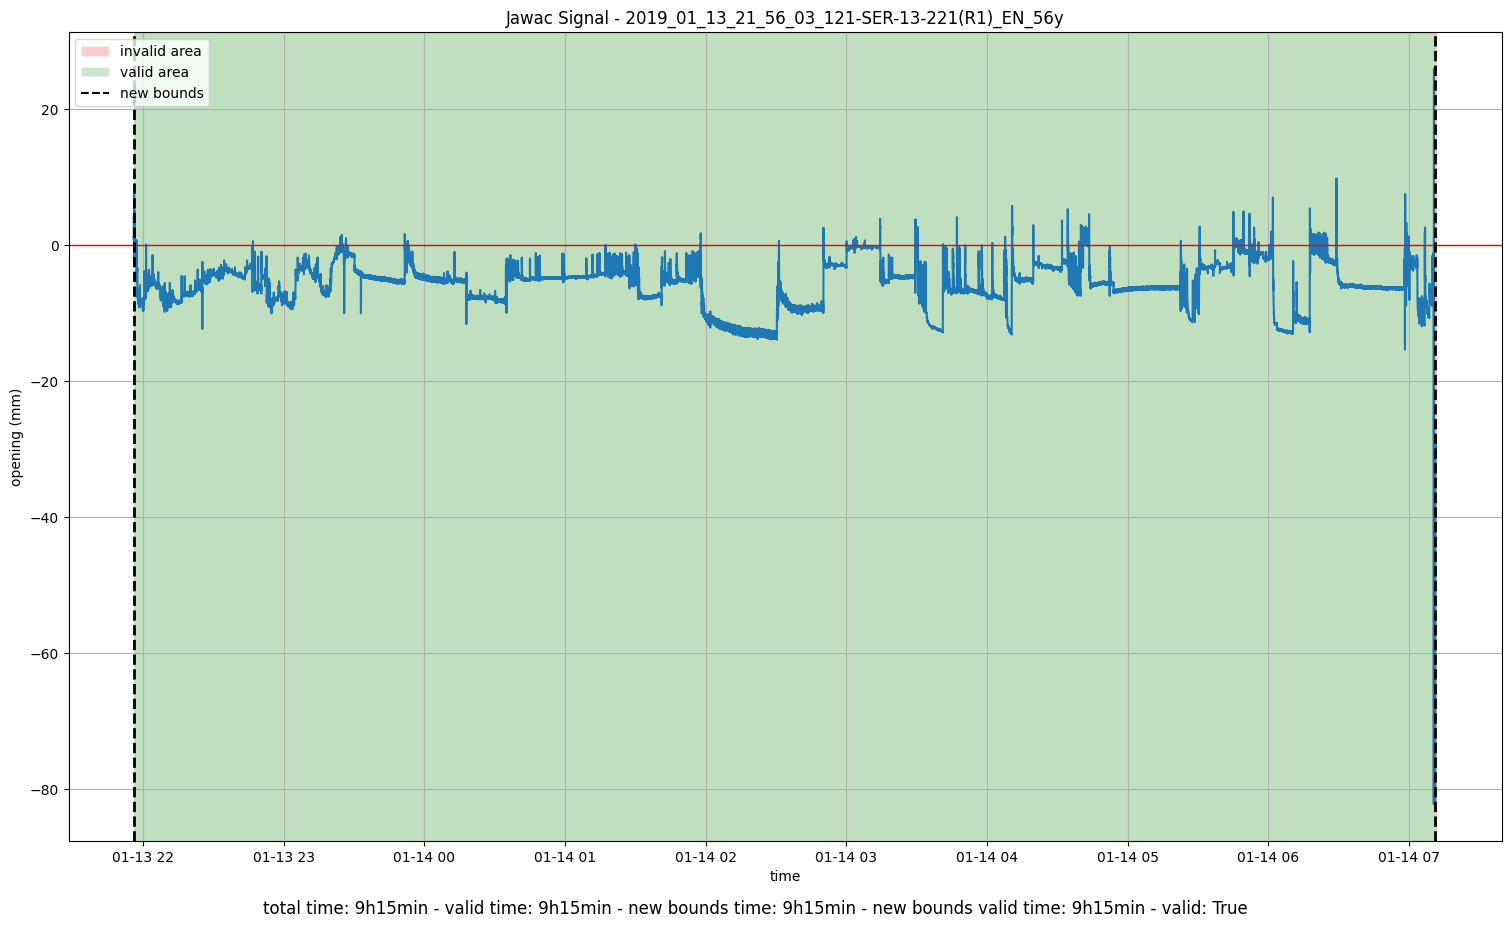 Jawac Signal - 2019_01_13_21_56_03_121-SER-13-221(R1)_EN_56y
invalid area
valid area
new bounds
20
0
−20
−40
−60
−80
opening (mm)
01-13 22
01-13 23
01-14 00
01-14 01
01-14 02
01-14 03
01-14 04
01-14 05
01-14 06
01-14 07
time
total time: 9h15min - valid time: 9h15min - new bounds time: 9h15min - new bounds valid time: 9h15min - valid: True